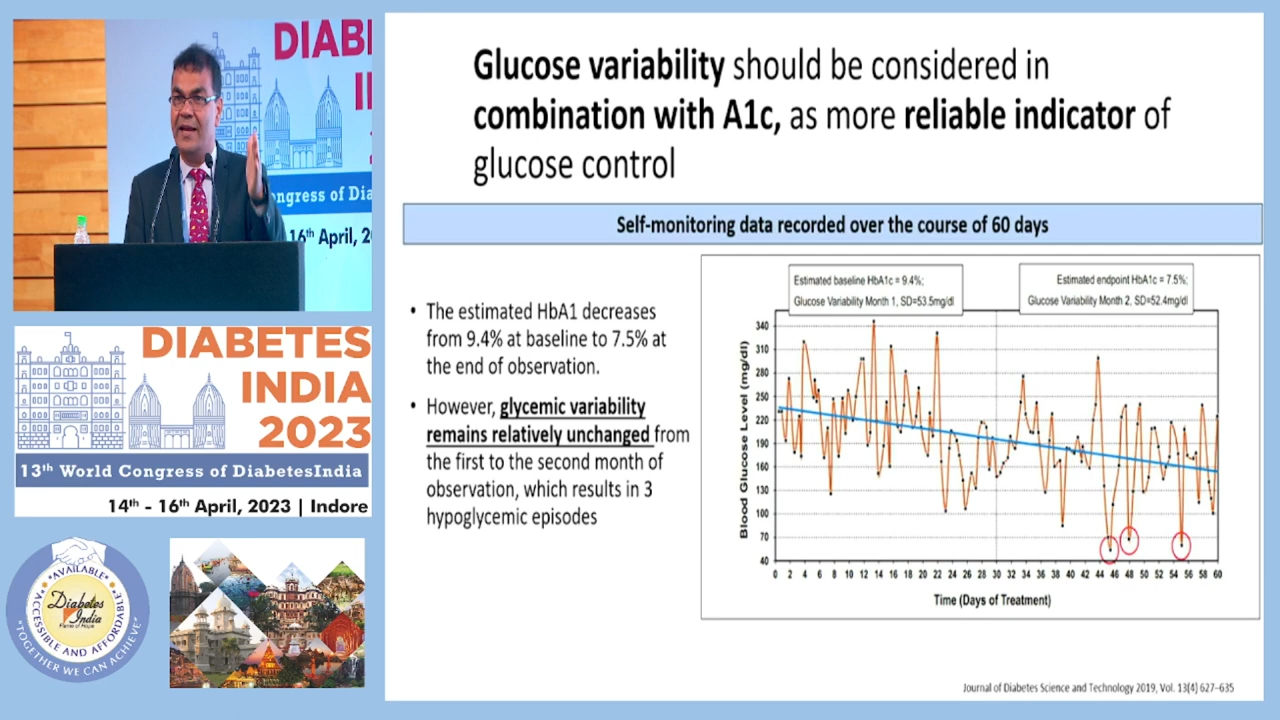 DIABE
IN
ngress of Dia
16th April, 2
DIABETES
INDIA
2023
13th World Congress of DiabetesIndia
14th - 16th April, 2023 | Indore
"AVAILABLE"
"ACCESSIBLE AND AFFORDABLE"
Diabetes
India
"TOGETHER WE CAN ACHIEVE"
Glucose variability should be considered in
combination with A1c, as more reliable indicator of
glucose control
Self-monitoring data recorded over the course of 60 days
• The estimated HbA1 decreases
from 9.4% at baseline to 7.5% at
the end of observation.
• However, glycemic variability
remains relatively unchanged from
the first to the second month of
observation, which results in 3
hypoglycemic episodes
Estimated baseline HbA1c = 9.4%;
Glucose Variability Month 1, SD=53.5mg/dl
Estimated endpoint HbA1c = 7.5%;
Glucose Variability Month 2, SD=52.4mg/dl
Blood Glucose Level (mg/dl)
340
310
280
250
220
190
160
130
100
70
40
0 2 4 6 8 10 12 14 16 18 20 22 24 26 28 30 32 34 36 38 40 42 44 46 48 50 52 54 56 58 60
Time (Days of Treatment)
Journal of Diabetes Science and Technology 2019, Vol. 13(4) 627–635